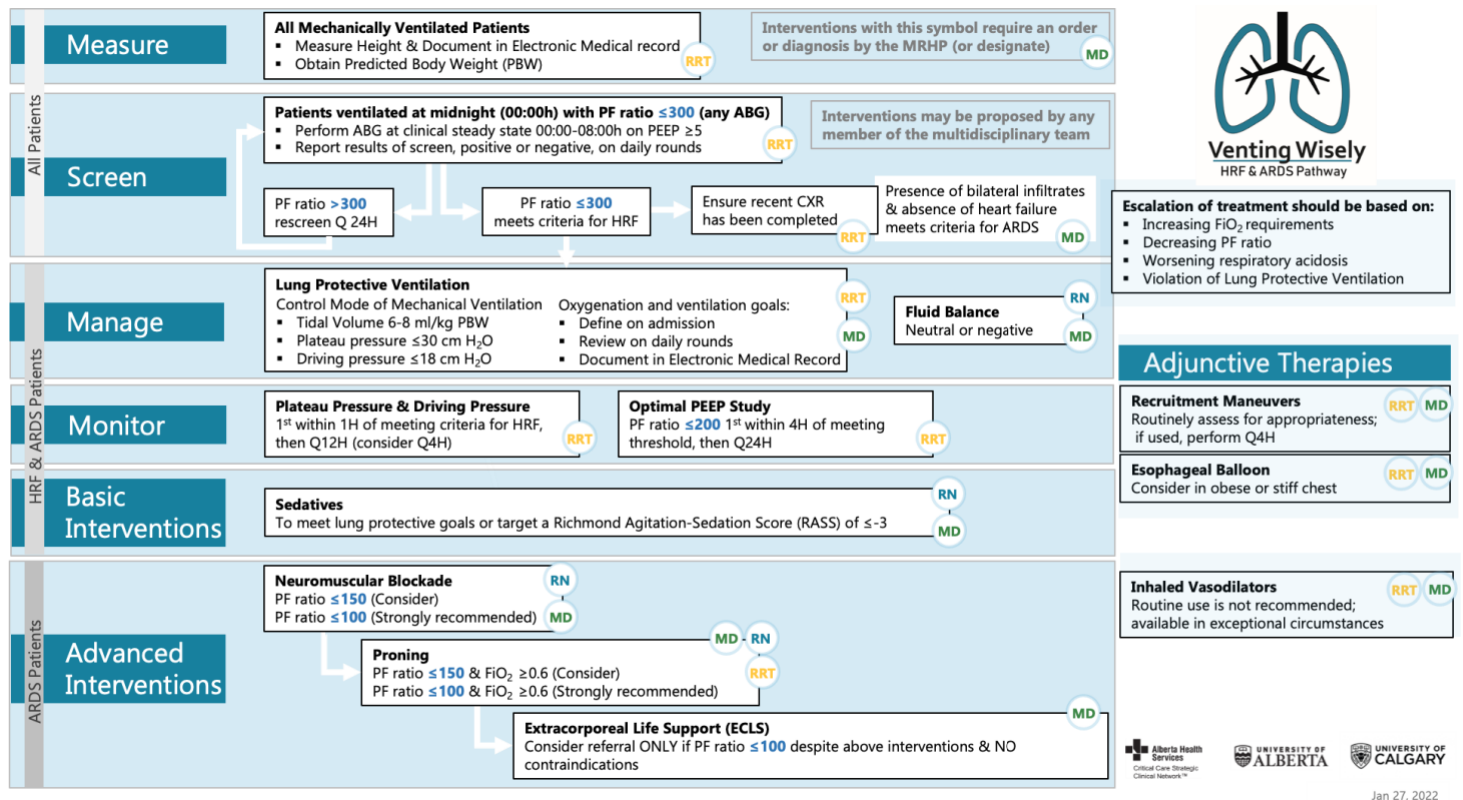 Measure
All Mechanically Ventilated Patients
▪ Measure Height & Document in Electronic Medical record
▪ Obtain Predicted Body Weight (PBW)
RRT
Interventions with this symbol require an order
or diagnosis by the MRHP (or designate)
MD
All Patients
Screen
Patients ventilated at midnight (00:00h) with PF ratio ≤300 (any ABG)
▪ Perform ABG at clinical steady state 00:00-08:00h on PEEP ≥5
▪ Report results of screen, positive or negative, on daily rounds
RRT
Interventions may be proposed by any
member of the multidisciplinary team
PF ratio >300
rescreen Q 24H
PF ratio ≤300
meets criteria for HRF
Ensure recent CXR
has been completed
RRT
Presence of bilateral infiltrates
& absence of heart failure
meets criteria for ARDS
MD
HRF & ARDS Patients
Manage
Lung Protective Ventilation
Control Mode of Mechanical Ventilation
▪ Tidal Volume 6-8 ml/kg PBW
▪ Plateau pressure ≤30 cm H₂O
▪ Driving pressure ≤18 cm H₂O
Oxygenation and ventilation goals:
▪ Define on admission
▪ Review on daily rounds
▪ Document in Electronic Medical Record
RRT
MD
Fluid Balance
Neutral or negative
RN
MD
Monitor
Plateau Pressure & Driving Pressure
1st within 1H of meeting criteria for HRF,
then Q12H (consider Q4H)
RRT
Optimal PEEP Study
PF ratio ≤200 1st within 4H of meeting
threshold, then Q24H
RRT
Basic
Interventions
Sedatives
To meet lung protective goals or target a Richmond Agitation-Sedation Score (RASS) of ≤-3
RN
MD
ARDS Patients
Advanced
Interventions
Neuromuscular Blockade
PF ratio ≤150 (Consider)
PF ratio ≤100 (Strongly recommended)
RN
MD
Proning
PF ratio ≤150 & FiO₂ ≥0.6 (Consider)
PF ratio ≤100 & FiO₂ ≥0.6 (Strongly recommended)
MD - RN
RRT
Extracorporeal Life Support (ECLS)
Consider referral ONLY if PF ratio ≤100 despite above interventions & NO
contraindications
MD
Venting Wisely
HRF & ARDS Pathway
Escalation of treatment should be based on:
▪ Increasing FiO₂ requirements
▪ Decreasing PF ratio
▪ Worsening respiratory acidosis
▪ Violation of Lung Protective Ventilation
Adjunctive Therapies
Recruitment Maneuvers
Routinely assess for appropriateness;
if used, perform Q4H
RRT MD
Esophageal Balloon
Consider in obese or stiff chest
RRT MD
Inhaled Vasodilators
Routine use is not recommended;
available in exceptional circumstances
RRT MD
Alberta Health
Services
Critical Care Strategic
Clinical Network™
UNIVERSITY OF
ALBERTA
UNIVERSITY OF
CALGARY
Jan 27, 2022